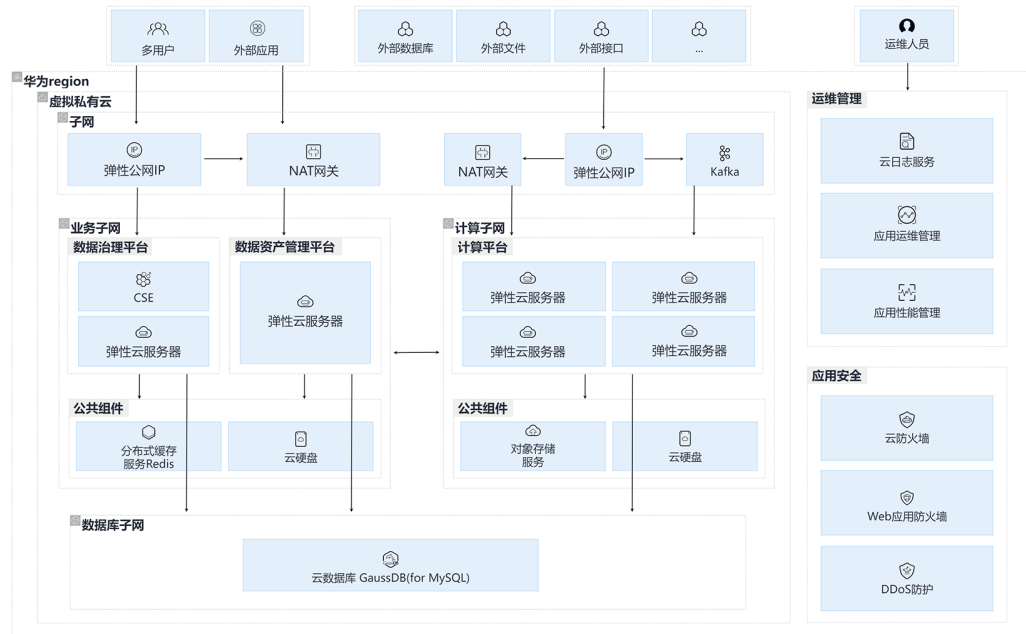 多用户
外部应用
外部数据库
外部文件
外部接口
...
运维人员
华为region
虚拟私有云
子网
弹性公网IP
NAT网关
NAT网关
弹性公网IP
Kafka
业务子网
数据治理平台
CSE
弹性云服务器
数据资产管理平台
弹性云服务器
公共组件
分布式缓存
服务Redis
云硬盘
计算子网
计算平台
弹性云服务器
弹性云服务器
弹性云服务器
弹性云服务器
公共组件
对象存储
服务
云硬盘
数据库子网
云数据库 GaussDB(for MySQL)
运维管理
云日志服务
应用运维管理
应用性能管理
应用安全
云防火墙
Web应用防火墙
DDoS防护